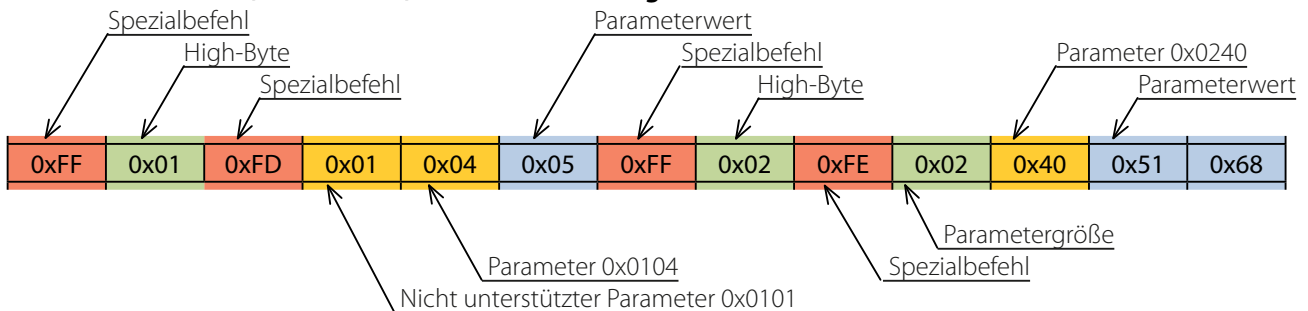 Spezialbefehl
Parameterwert
High-Byte
Spezialbefehl
Parameter 0x0240
Spezialbefehl
High-Byte
Parameterwert
0xFF 0x01 0xFD 0x01 0x04 0x05 0xFF 0x02 0xFE 0x02 0x40 0x51 0x68
Parametergröße
Parameter 0x0104
Spezialbefehl
Nicht unterstützter Parameter 0x0101